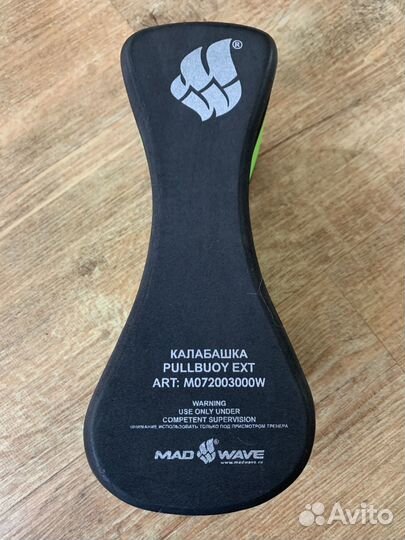 ®
КАЛАБАШКА
PULLBUOY EXT
ART: M072003000W
WARNING
USE ONLY UNDER
COMPETENT SUPERVISION
ВНИМАНИЕ. ИСПОЛЬЗОВАТЬ ТОЛЬКО ПОД ПРИСМОТРОМ ТРЕНЕРА
MAD WAVE
www.madwave.ru
Avito